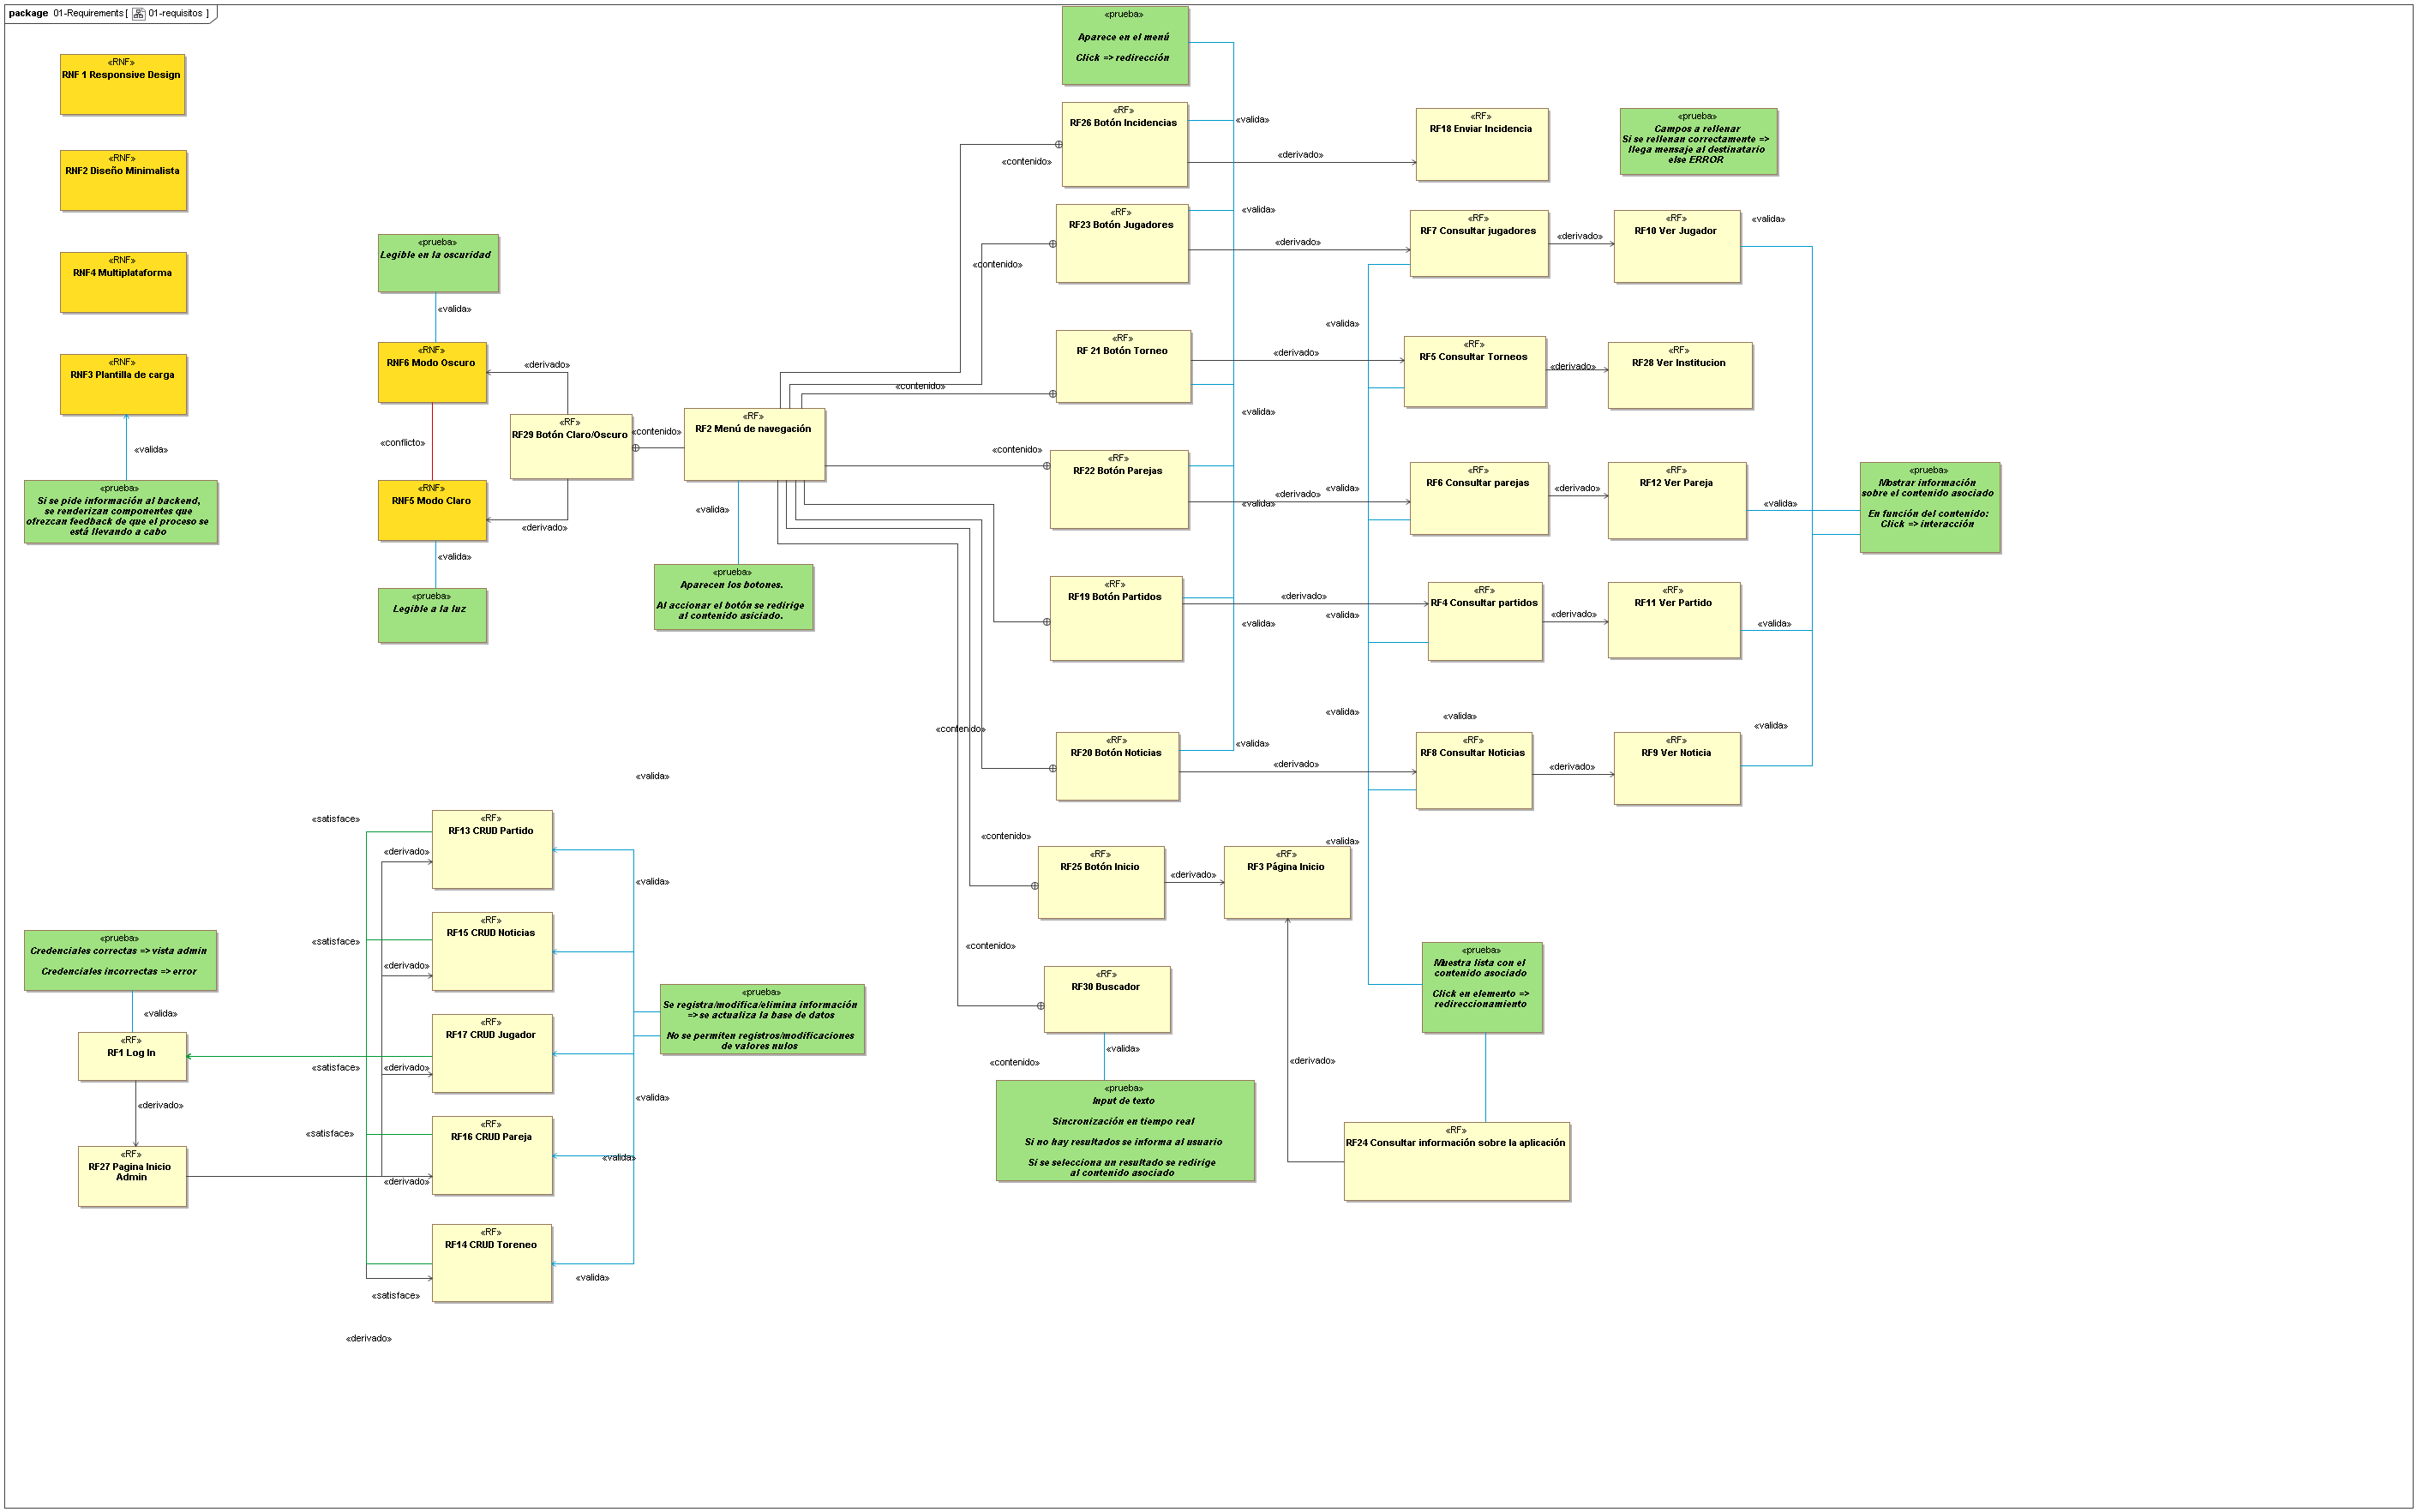 package 01-Requirements [ 01-requisitos ]
«RNF»
RNF 1 Responsive Design
«RNF»
RNF2 Diseño Minimalista
«RNF»
RNF4 Multiplataforma
«RNF»
RNF3 Plantilla de carga
«valida»
«prueba»
Si se pide información al backend,
se renderizan componentes que
ofrezcan feedback de que el proceso se
está llevando a cabo
«prueba»
Legible en la oscuridad
«valida»
«RNF»
RNF6 Modo Oscuro
«derivado»
«conflicto»
«RF»
RF29 Botón Claro/Oscuro
«contenido»
«RNF»
RNF5 Modo Claro
«derivado»
«valida»
«prueba»
Legible a la luz
«RF»
RF2 Menú de navegación
«valida»
«prueba»
Aparecen los botones.
Al accionar el botón se redirige
al contenido asiciado.
«prueba»
Aparece en el menú
Click => redirección
«RF»
RF26 Botón Incidencias
«valida»
«contenido»
«derivado»
«RF»
RF18 Enviar Incidencia
«prueba»
Campos a rellenar
Si se rellenan correctamente =>
llega mensaje al destinatario
else ERROR
«RF»
RF23 Botón Jugadores
«valida»
«contenido»
«derivado»
«RF»
RF7 Consultar jugadores
«derivado»
«RF»
RF10 Ver Jugador
«valida»
«valida»
«RF»
RF 21 Botón Torneo
«contenido»
«derivado»
«RF»
RF5 Consultar Torneos
«derivado»
«RF»
RF28 Ver Institucion
«valida»
«contenido»
«RF»
RF22 Botón Parejas
«derivado»
«valida»
«valida»
«RF»
RF6 Consultar parejas
«derivado»
«RF»
RF12 Ver Pareja
«valida»
«prueba»
Mostrar información
sobre el contenido asociado
En función del contenido:
Click => interacción
«RF»
RF19 Botón Partidos
«derivado»
«valida»
«valida»
«RF»
RF4 Consultar partidos
«derivado»
«RF»
RF11 Ver Partido
«valida»
«valida»
«valida»
«valida»
«contenido»
«RF»
RF20 Botón Noticias
«valida»
«derivado»
«RF»
RF8 Consultar Noticias
«derivado»
«RF»
RF9 Ver Noticia
«contenido»
«RF»
RF25 Botón Inicio
«derivado»
«RF»
RF3 Página Inicio
«valida»
«contenido»
«RF»
RF30 Buscador
«contenido»
«valida»
«prueba»
Input de texto
Sincronización en tiempo real
Si no hay resultados se informa al usuario
Si se selecciona un resultado se redirige
al contenido asociado
«derivado»
«prueba»
Muestra lista con el
contenido asociado
Click en elemento =>
redireccionamiento
«RF»
RF24 Consultar información sobre la aplicación
«valida»
«satisface»
«RF»
RF13 CRUD Partido
«derivado»
«valida»
«satisface»
«RF»
RF15 CRUD Noticias
«derivado»
«prueba»
Credenciales correctas => vista admin
Credenciales incorrectas => error
«valida»
«RF»
RF1 Log In
«derivado»
«RF»
RF27 Pagina Inicio
Admin
«RF»
RF17 CRUD Jugador
«satisface»
«derivado»
«prueba»
Se registra/modifica/elimina información
=> se actualiza la base de datos
No se permiten registros/modificaciones
de valores nulos
«valida»
«satisface»
«RF»
RF16 CRUD Pareja
«valida»
«derivado»
«RF»
RF14 CRUD Toreneo
«valida»
«satisface»
«derivado»